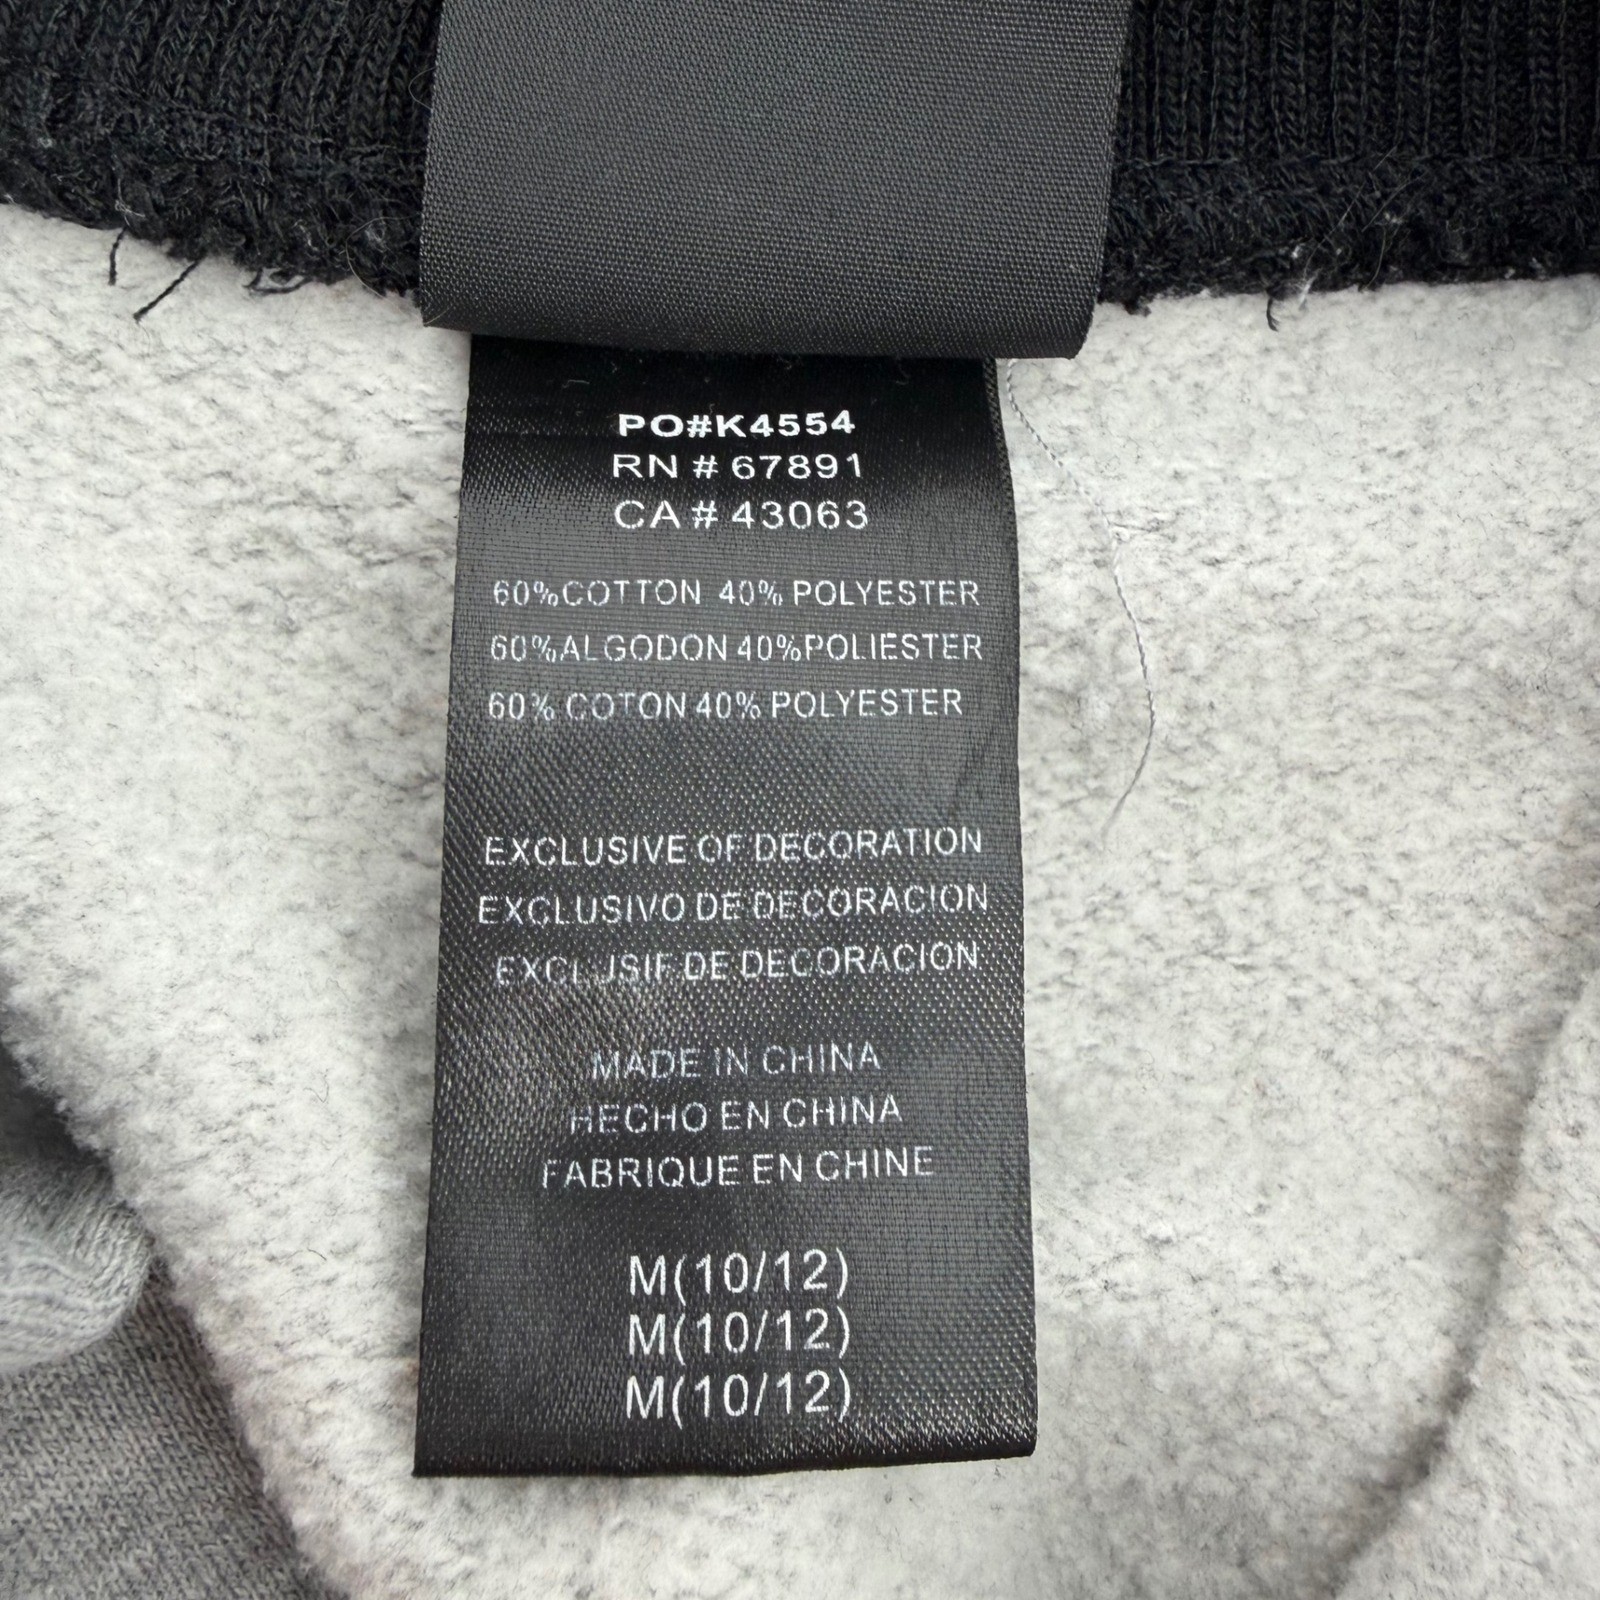 PO#K4554
RN # 67891
CA # 43063
60%COTTON 40% POLYESTER
60%ALGODON 40%POLIESTER
60% COTON 40% POLYESTER
EXCLUSIVE OF DECORATION
EXCLUSIVO DE DECORACION
EXCLUSIF DE DECORACION
MADE IN CHINA
HECHO EN CHINA
FABRIQUE EN CHINE
M(10/12)
M(10/12)
M(10/12)